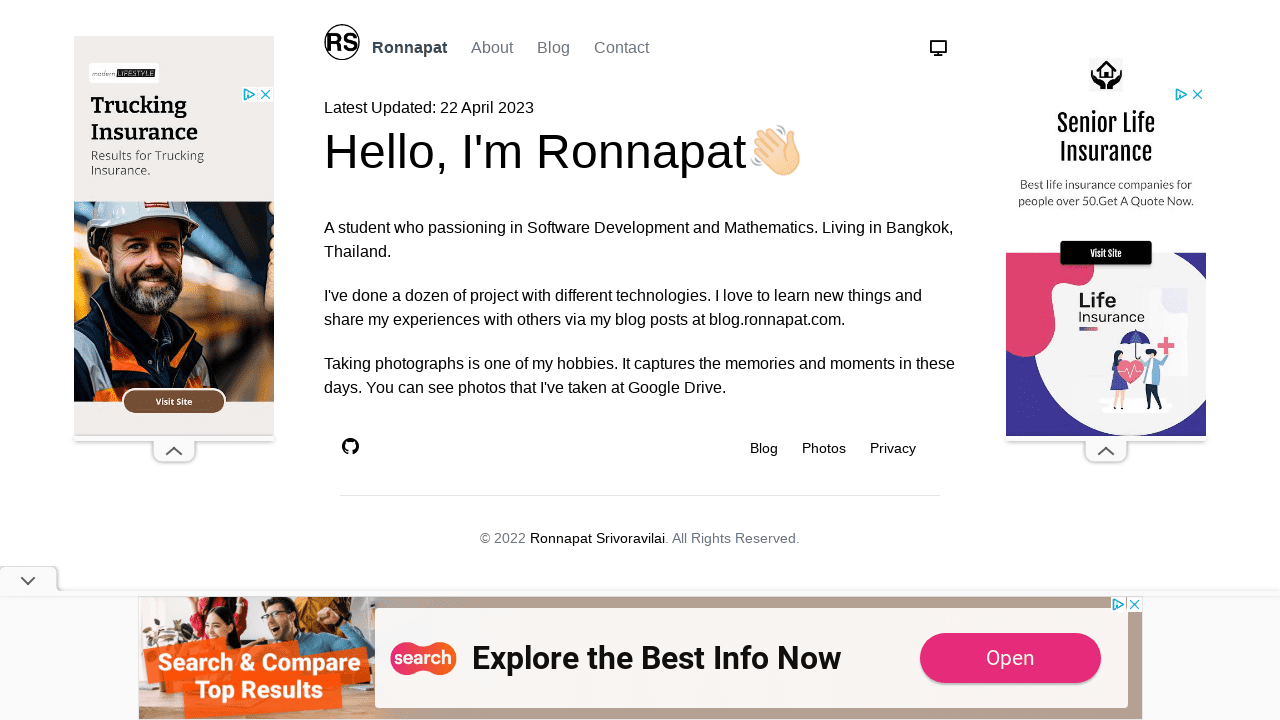 RS
Ronnapat
About
Blog
Contact
Latest Updated: 22 April 2023
Hello, I'm Ronnapat
A student who passioning in Software Development and Mathematics. Living in Bangkok,
Thailand.
I've done a dozen of project with different technologies. I love to learn new things and
share my experiences with others via my blog posts at blog.ronnapat.com.
Taking photographs is one of my hobbies. It captures the memories and moments in these
days. You can see photos that I've taken at Google Drive.
Blog
Photos
Privacy
© 2022 Ronnapat Srivoravilai. All Rights Reserved.
modern LIFESTYLE
Trucking
Insurance
Results for Trucking
Insurance.
Visit Site
Senior Life
Insurance
Best life insurance companies for
people over 50.Get A Quote Now.
Visit Site
Life
Insurance
Search & Compare
Top Results
search
Explore the Best Info Now
Open